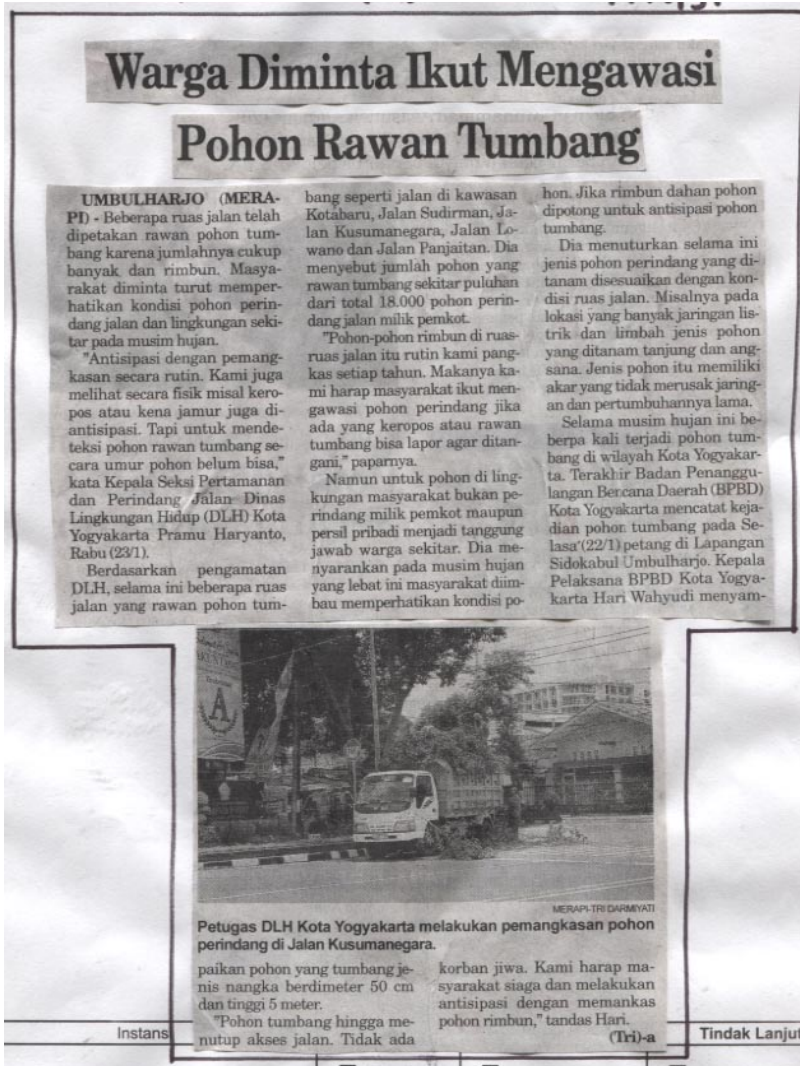 Warga Diminta Ikut Mengawasi
Pohon Rawan Tumbang
UMBULHARJO (MERA-
PI) - Beberapa ruas jalan telah
dipetakan rawan pohon tum-
bang karena jumlahnya cukup
banyak dan rimbun. Masya-
rakat diminta turut memper-
hatikan kondisi pohon perin-
dang jalan dan lingkungan seki-
tar pada musim hujan.
"Antisipasi dengan pemang-
kasan secara rutin. Kami juga
melihat secara fisik misal kero-
pos atau kena jamur juga di-
antisipasi. Tapi untuk mende-
teksi pohon rawan tumbang se-
cara umur pohon belum bisa,"
kata Kepala Seksi Pertamanan
dan Perindang Jalan Dinas
Lingkungan Hidup (DLH) Kota
Yogyakarta Pramu Haryanto,
Rabu (23/1).
Berdasarkan pengamatan
DLH, selama ini beberapa ruas
jalan yang rawan pohon tum-
bang seperti jalan di kawasan
Kotabaru, Jalan Sudirman, Ja-
lan Kusumanegara, Jalan Lo-
wano dan Jalan Panjaitan. Dia
menyebut jumlah pohon yang
rawan tumbang sekitar puluhan
dari total 18.000 pohon perin-
dang jalan milik pemkot.
"Pohon-pohon rimbun di ruas-
ruas jalan itu rutin kami pang-
kas setiap tahun. Makanya ka-
mi harap masyarakat ikut men-
gawasi pohon perindang jika
ada yang keropos atau rawan
tumbang bisa lapor agar ditan-
gani," paparnya.
Namun untuk pohon di ling-
kungan masyarakat bukan pe-
rindang milik pemkot maupun
persil pribadi menjadi tanggung
jawab warga sekitar. Dia me-
nyarankan pada musim hujan
yang lebat ini masyarakat diim-
bau memperhatikan kondisi po-
hon. Jika rimbun dahan pohon
dipotong untuk antisipasi pohon
tumbang.
Dia menuturkan selama ini
jenis pohon perindang yang di-
tanam disesuaikan dengan kon-
disi ruas jalan. Misalnya pada
lokasi yang banyak jaringan lis-
trik dan limbah jenis pohon
yang ditanam tanjung dan ang-
sana. Jenis pohon itu memiliki
akar yang tidak merusak jaring-
an dan pertumbuhannya lama.
Selama musim hujan ini be-
berpa kali terjadi pohon tum-
bang di wilayah Kota Yogyakar-
ta. Terakhir Badan Penanggu-
langan Bencana Daerah (BPBD)
Kota Yogyakarta mencatat keja-
dian pohon tumbang pada Se-
lasa (22/1) petang di Lapangan
Sidokabul Umbulharjo. Kepala
Pelaksana BPBD Kota Yogya-
karta Hari Wahyudi menyam-
A
MERAPI-TRI DARMIYATI
Petugas DLH Kota Yogyakarta melakukan pemangkasan pohon
perindang di Jalan Kusumanegara.
paikan pohon yang tumbang je-
nis nangka berdimeter 50 cm
dan tinggi 5 meter.
"Pohon tumbang hingga me-
nutup akses jalan. Tidak ada
korban jiwa. Kami harap ma-
syarakat siaga dan melakukan
antisipasi dengan memankas
pohon rimbun," tandas Hari.
(Tri)-a
Instans
Tindak Lanjut